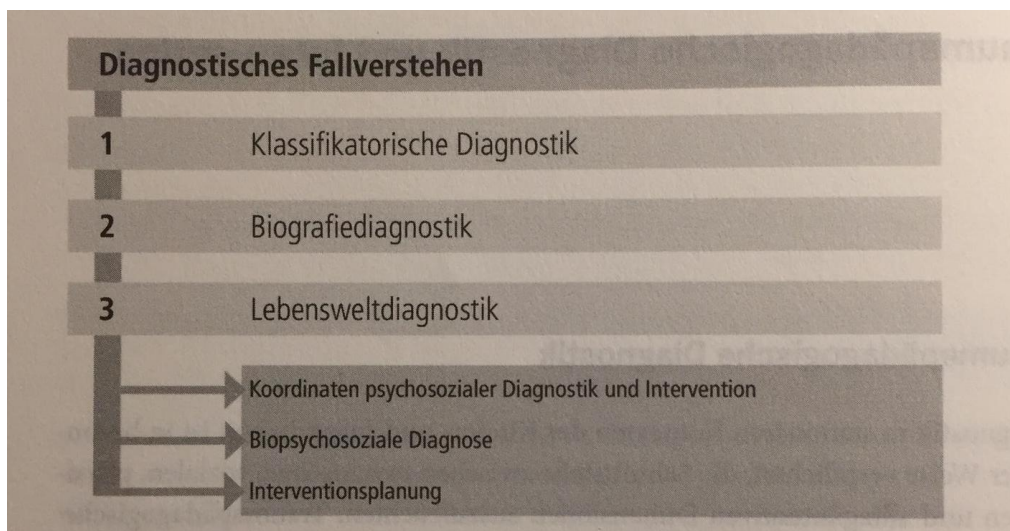 Diagnostisches Fallverstehen
1 Klassifikatorische Diagnostik
2 Biografiediagnostik
3 Lebensweltdiagnostik
Koordinaten psychosozialer Diagnostik und Intervention
Biopsychosoziale Diagnose
Interventionsplanung